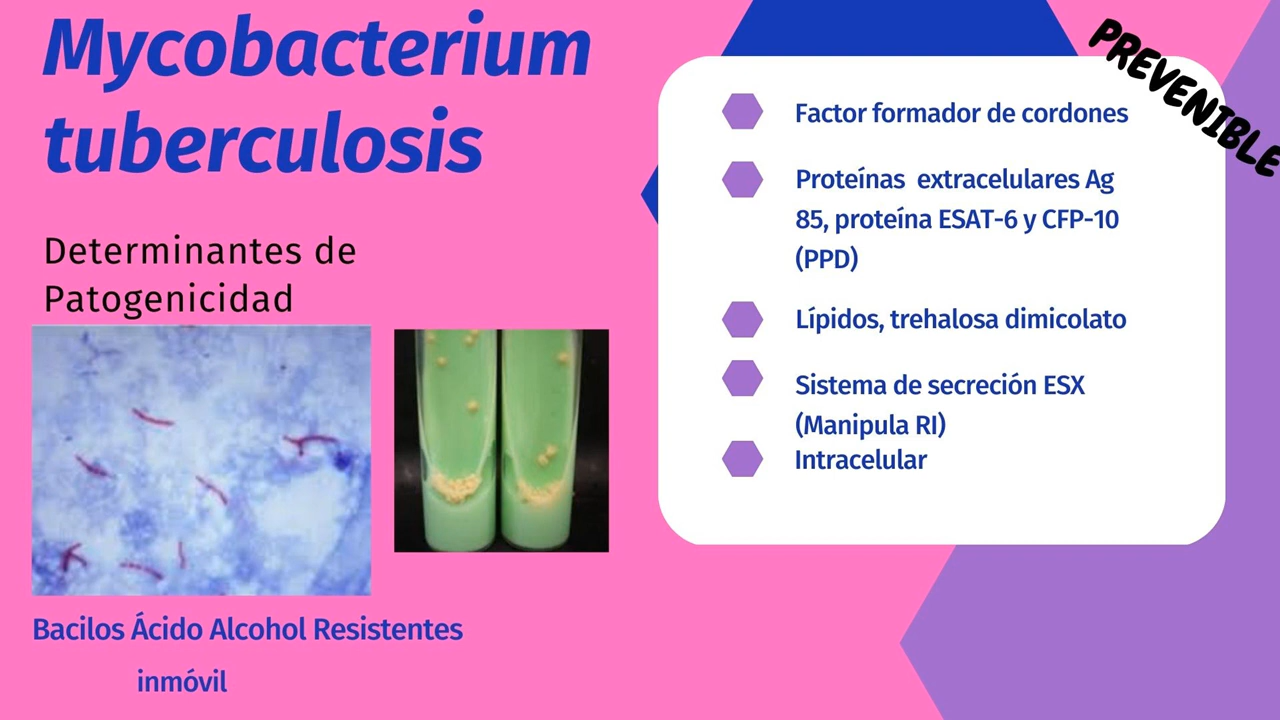 Mycobacterium
tuberculosis
Determinantes de
Patogenicidad
Bacilos Ácido Alcohol Resistentes
inmóvil
PREVENIBLE
Factor formador de cordones
Proteínas extracelulares Ag
85, proteína ESAT-6 y CFP-10
(PPD)
Lípidos, trehalosa dimicolato
Sistema de secreción ESX
(Manipula RI)
Intracelular